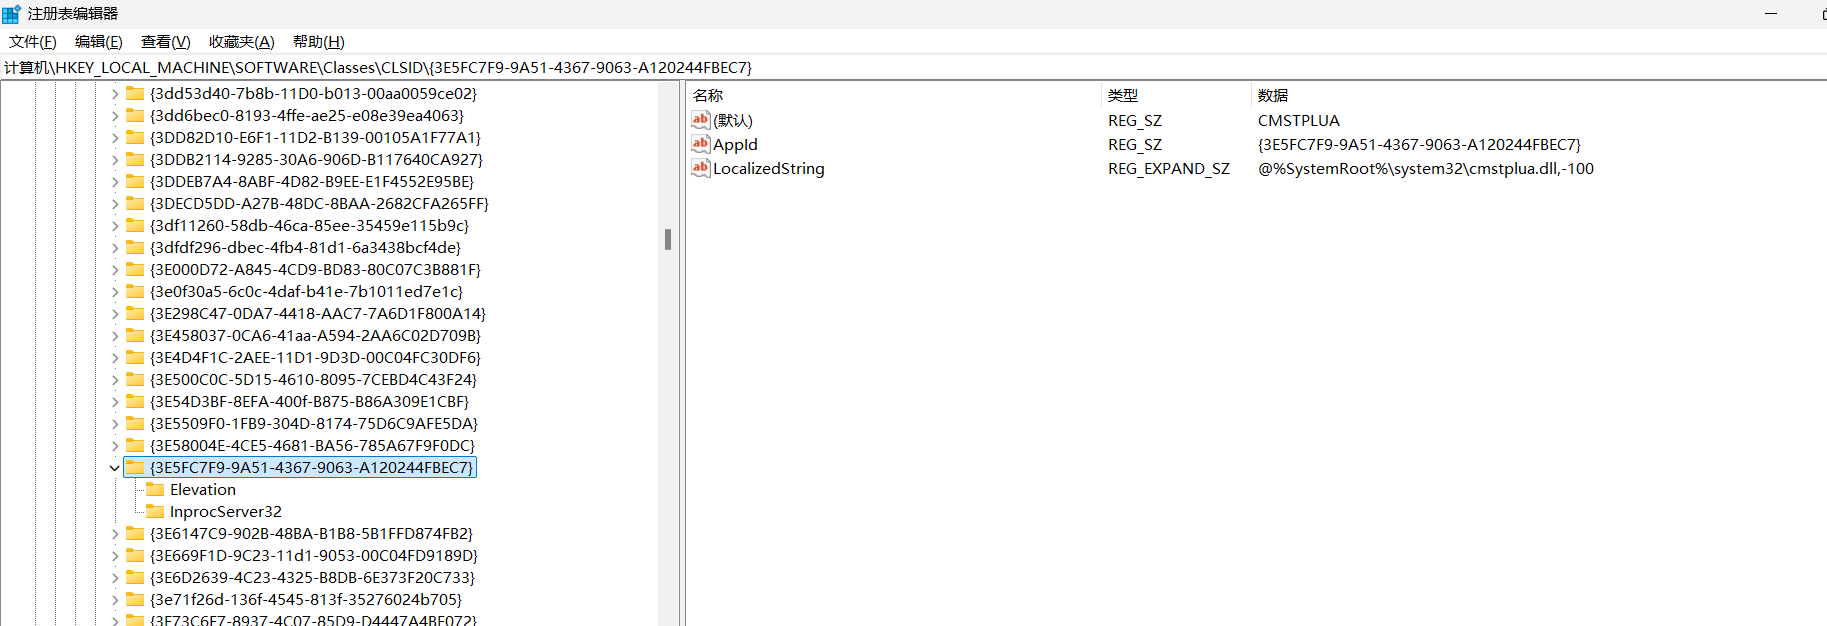 注册表编辑器
文件(F) 编辑(E) 查看(V) 收藏夹(A) 帮助(H)
计算机\HKEY_LOCAL_MACHINE\SOFTWARE\Classes\CLSID\{3E5FC7F9-9A51-4367-9063-A120244FBEC7}
{3dd53d40-7b8b-11D0-b013-00aa0059ce02}
{3dd6bec0-8193-4ffe-ae25-e08e39ea4063}
{3DD82D10-E6F1-11D2-B139-00105A1F77A1}
{3DDB2114-9285-30A6-906D-B117640CA927}
{3DDEB7A4-8ABF-4D82-B9EE-E1F4552E95BE}
{3DECD5DD-A27B-48DC-8BAA-2682CFA265FF}
{3df11260-58db-46ca-85ee-35459e115b9c}
{3dfdf296-dbec-4fb4-81d1-6a3438bcf4de}
{3E000D72-A845-4CD9-BD83-80C07C3B881F}
{3e0f30a5-6c0c-4daf-b41e-7b1011ed7e1c}
{3E298C47-0DA7-4418-AAC7-7A6D1F800A14}
{3E458037-0CA6-41aa-A594-2AA6C02D709B}
{3E4D4F1C-2AEE-11D1-9D3D-00C04FC30DF6}
{3E500C0C-5D15-4610-8095-7CEBD4C43F24}
{3E54D3BF-8EFA-400f-B875-B86A309E1CBF}
{3E5509F0-1FB9-304D-8174-75D6C9AFE5DA}
{3E58004E-4CE5-4681-BA56-785A67F9F0DC}
{3E5FC7F9-9A51-4367-9063-A120244FBEC7}
Elevation
InprocServer32
{3E6147C9-902B-48BA-B1B8-5B1FFD874FB2}
{3E669F1D-9C23-11d1-9053-00C04FD9189D}
{3E6D2639-4C23-4325-B8DB-6E373F20C733}
{3e71f26d-136f-4545-813f-35276024b705}
{3E73C6F7-8937-4C07-85D9-D4447A4BE072}
名称 类型 数据
(默认) REG_SZ CMSTPLUA
AppId REG_SZ {3E5FC7F9-9A51-4367-9063-A120244FBEC7}
LocalizedString REG_EXPAND_SZ @%SystemRoot%\system32\cmstplua.dll,-100